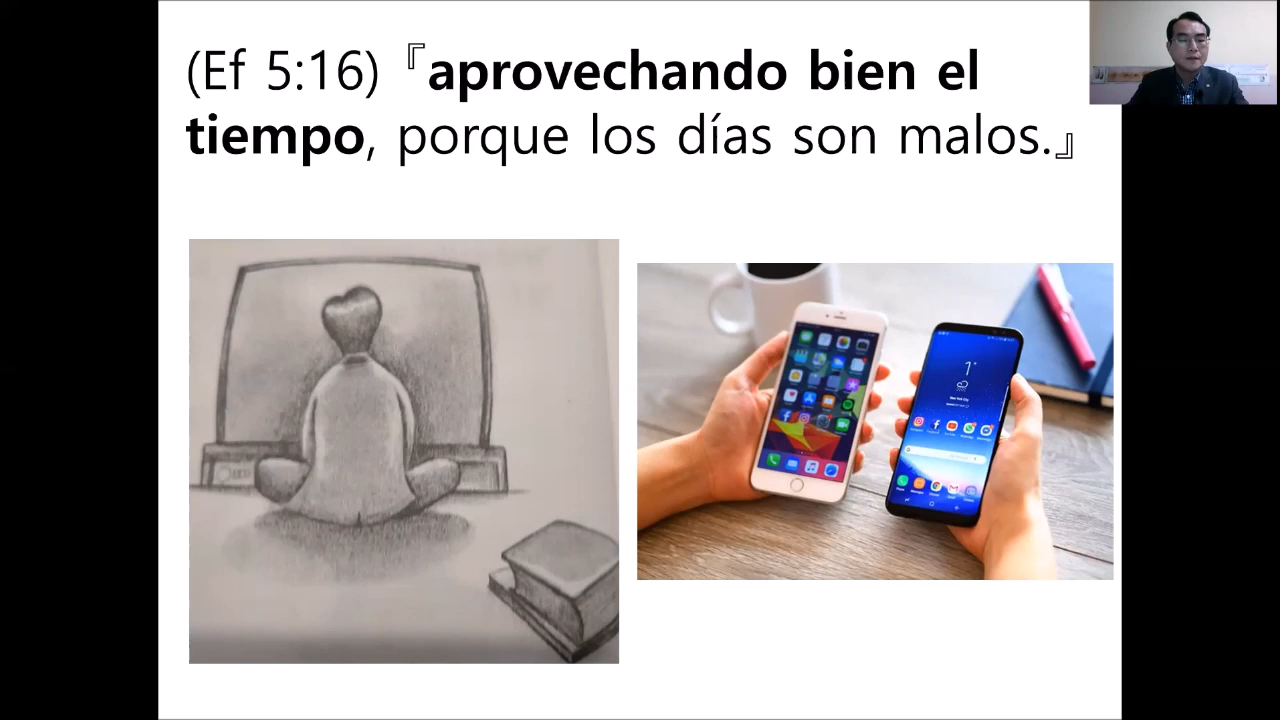 (Ef 5:16)『aprovechando bien el
tiempo, porque los días son malos.』